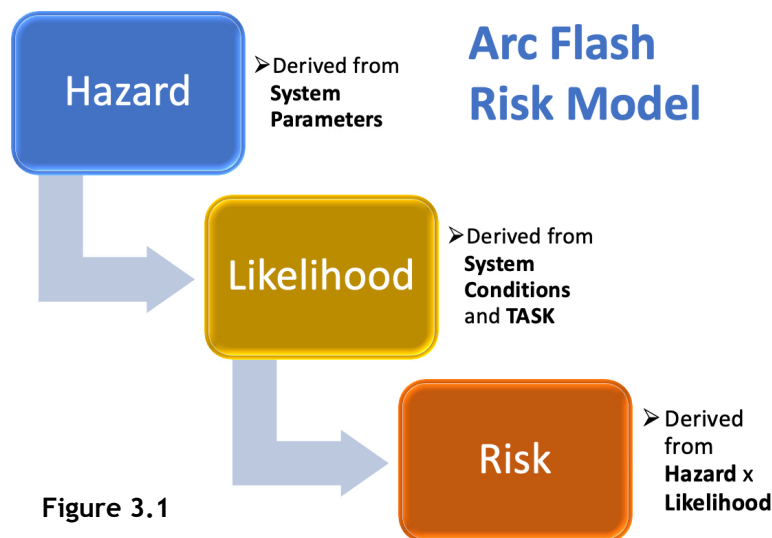 Arc Flash
Risk Model
Hazard
➢Derived from
System
Parameters
Likelihood
➢Derived from
System
Conditions
and TASK
Risk
➢ Derived
from
Hazard x
Likelihood
Figure 3.1